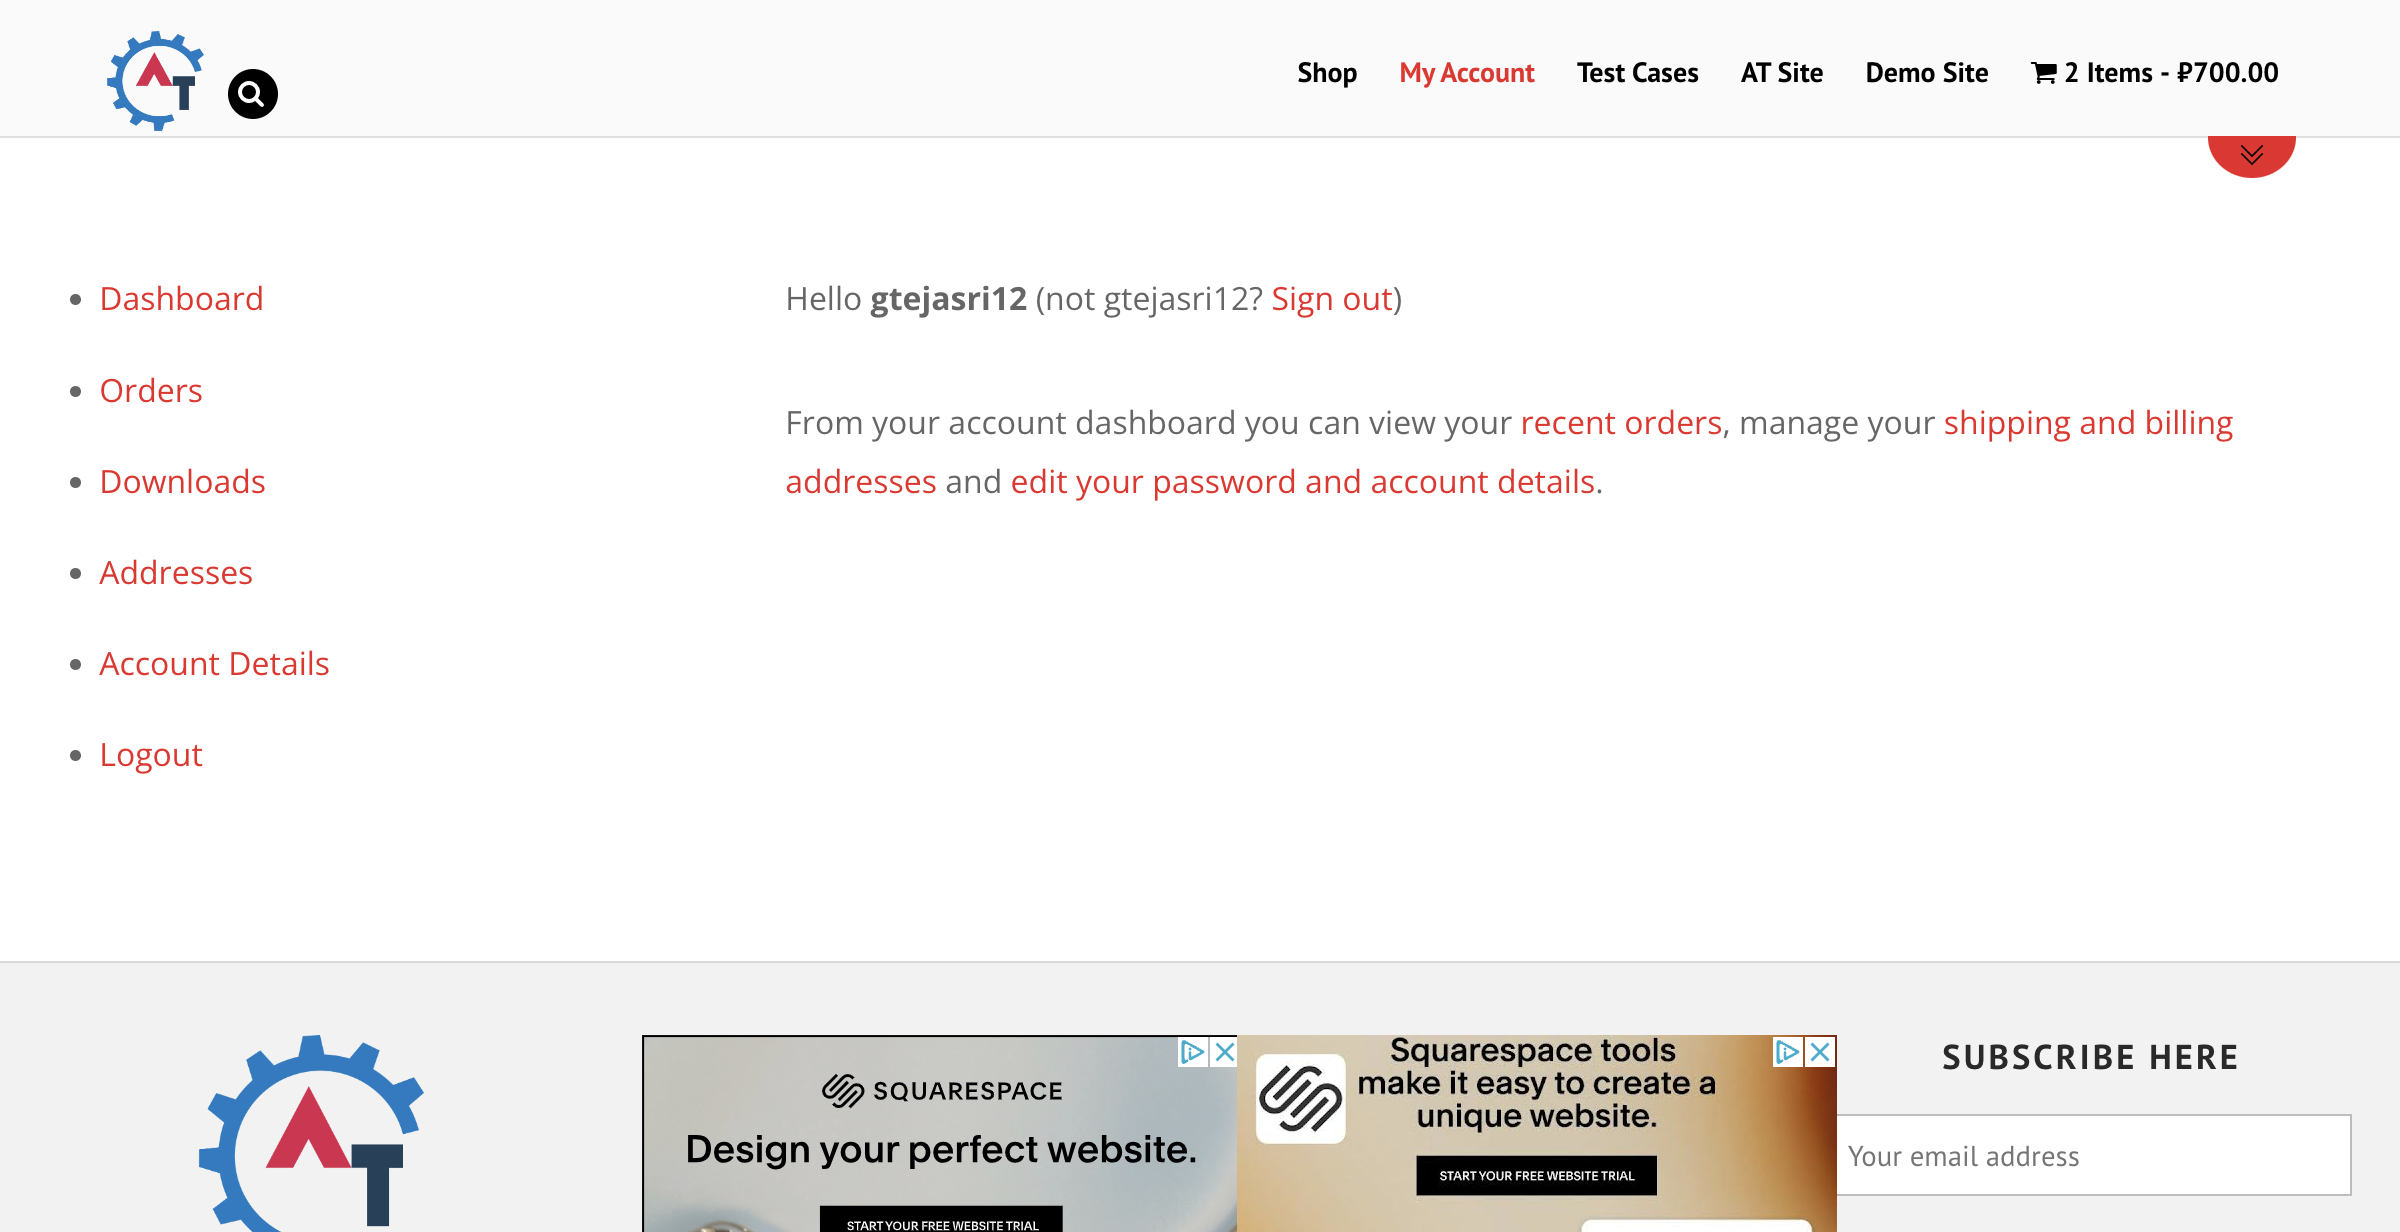 AT
Shop My Account Test Cases AT Site Demo Site 2 Items - ₽700.00
Dashboard
Orders
Downloads
Addresses
Account Details
Logout
Hello gtejasri12 (not gtejasri12? Sign out)
From your account dashboard you can view your recent orders, manage your shipping and billing
addresses and edit your password and account details.
AT
SQUARESPACE
Design your perfect website.
START YOUR FREE WEBSITE TRIAL
Squarespace tools
make it easy to create a
unique website.
START YOUR FREE WEBSITE TRIAL
SUBSCRIBE HERE
Your email address